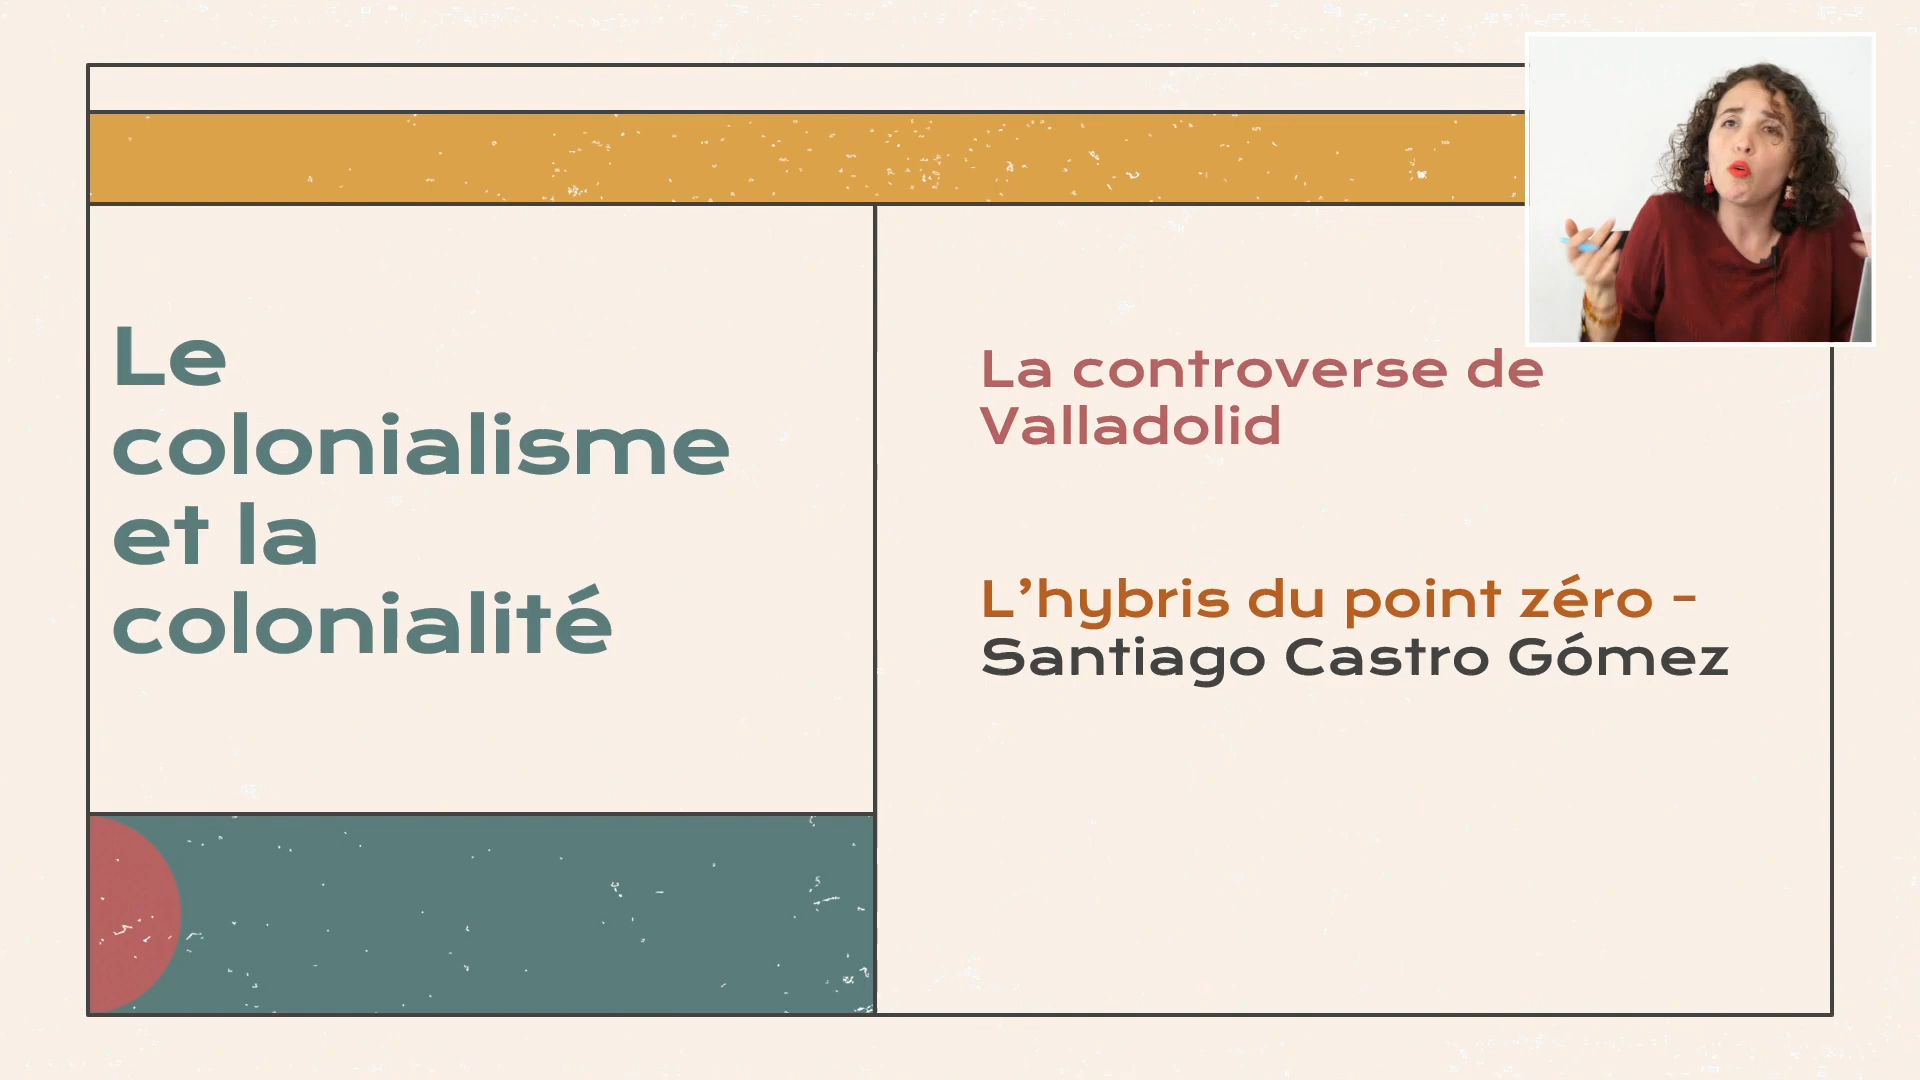 Le
colonialisme
et la
colonialité
La controverse de
Valladolid
L’hybris du point zéro -
Santiago Castro Gómez